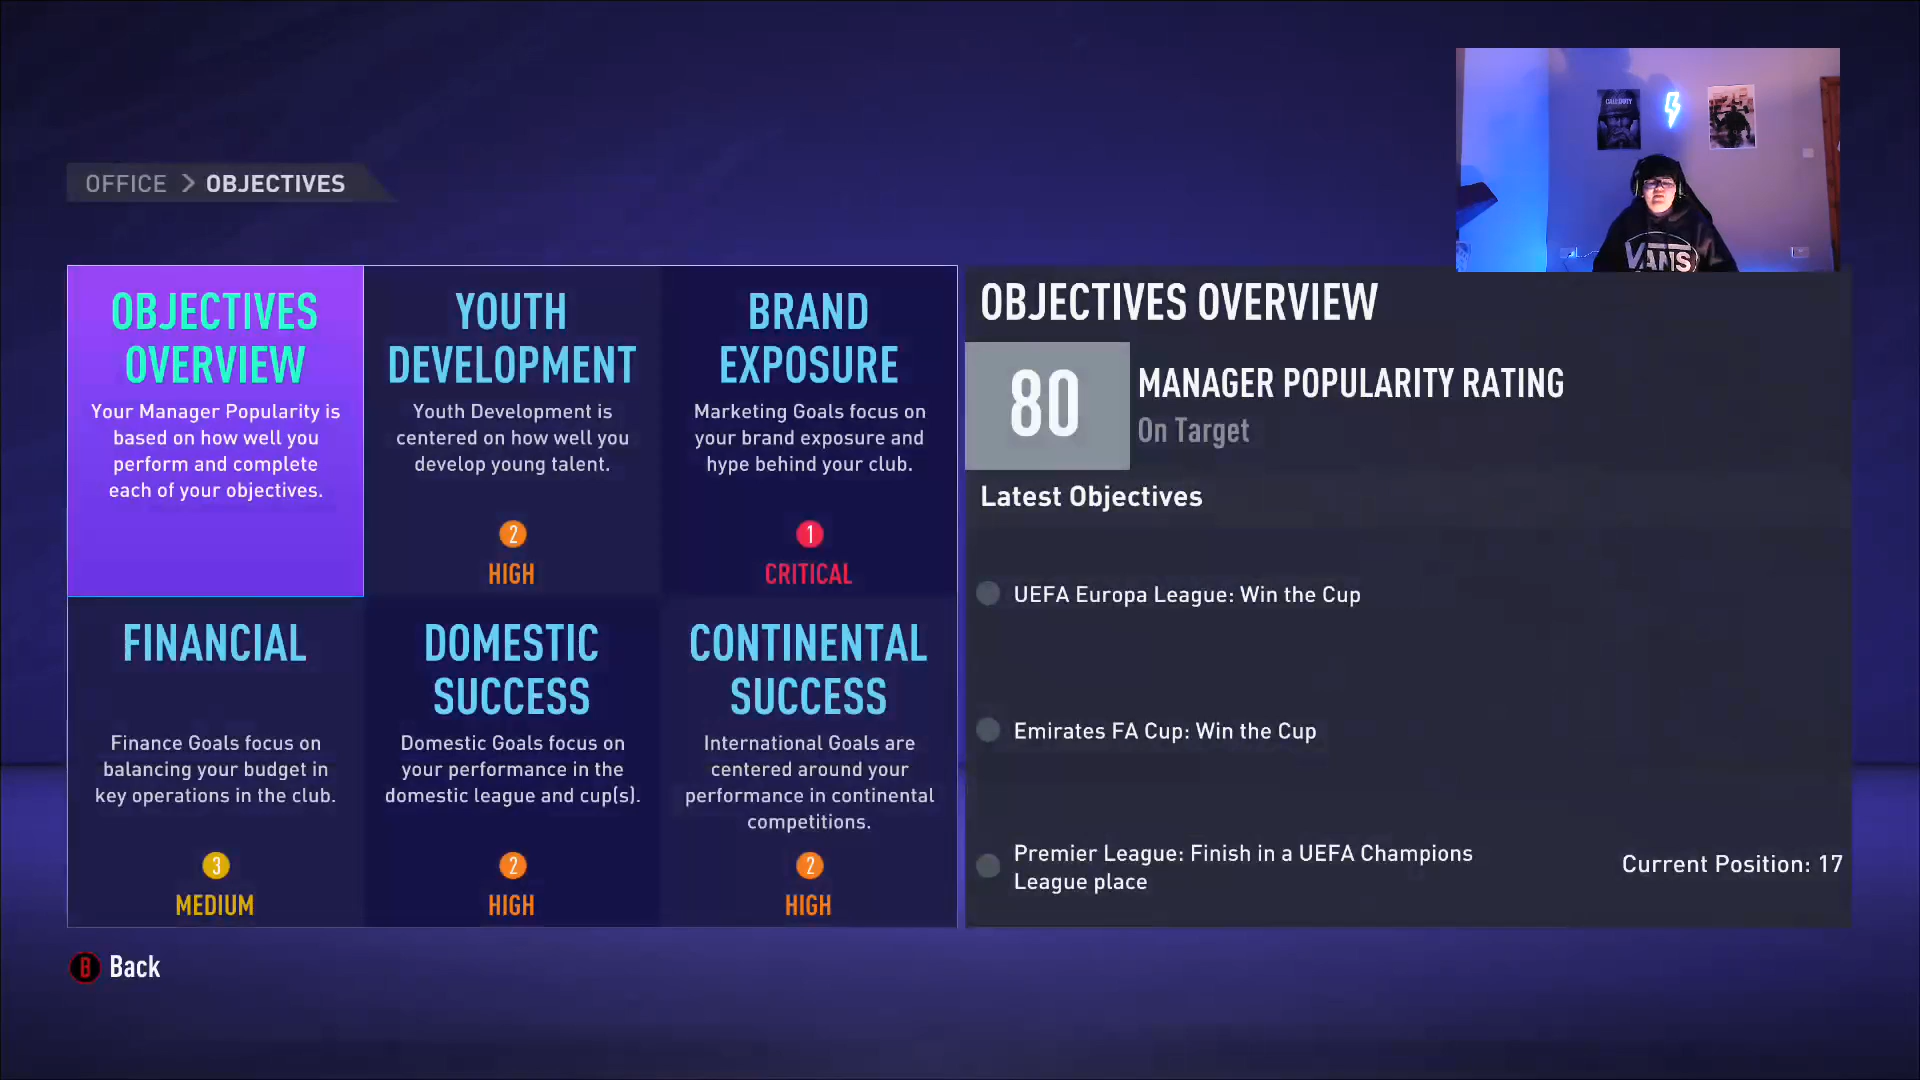 OFFICE > OBJECTIVES
OBJECTIVES
OVERVIEW
Your Manager Popularity is
based on how well you
perform and complete
each of your objectives.
YOUTH
DEVELOPMENT
Youth Development is
centered on how well you
develop young talent.
2
HIGH
BRAND
EXPOSURE
Marketing Goals focus on
your brand exposure and
hype behind your club.
1
CRITICAL
FINANCIAL
Finance Goals focus on
balancing your budget in
key operations in the club.
3
MEDIUM
DOMESTIC
SUCCESS
Domestic Goals focus on
your performance in the
domestic league and cup(s).
2
HIGH
CONTINENTAL
SUCCESS
International Goals are
centered around your
performance in continental
competitions.
2
HIGH
OBJECTIVES OVERVIEW
80
MANAGER POPULARITY RATING
On Target
Latest Objectives
UEFA Europa League: Win the Cup
Emirates FA Cup: Win the Cup
Premier League: Finish in a UEFA Champions
League place
Current Position: 17
B Back
VANS